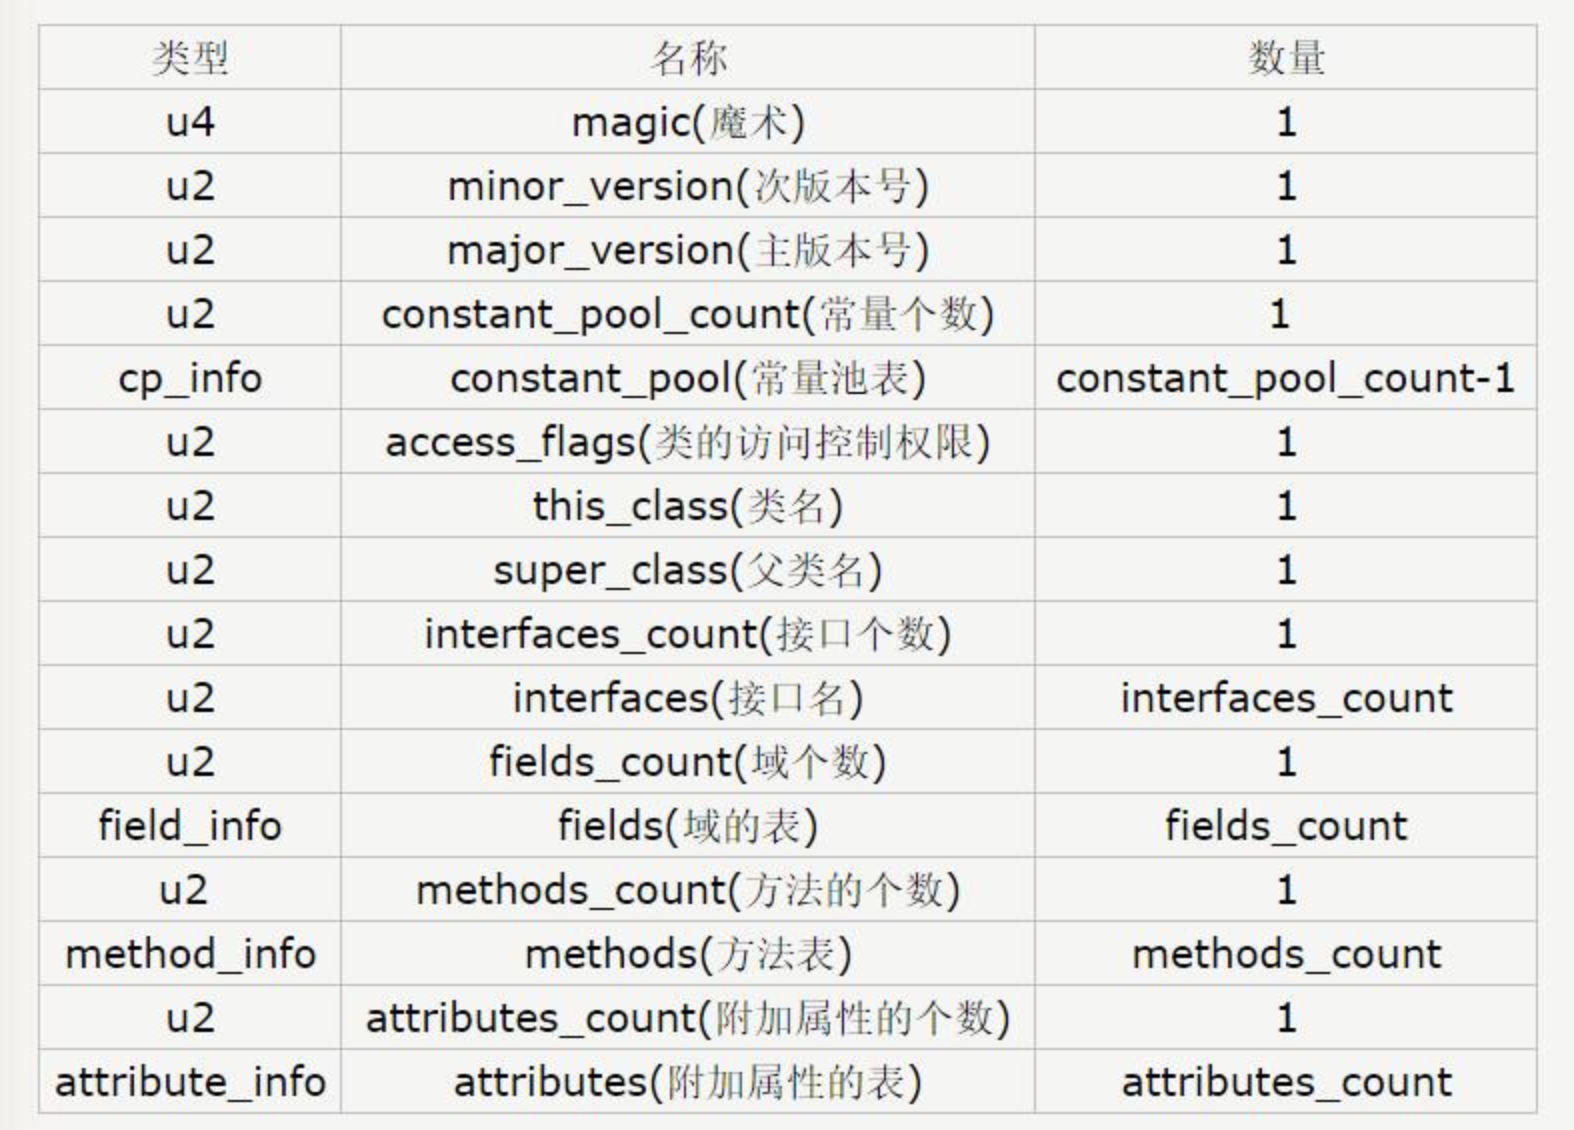 类型 名称 数量
u4 magic(魔术) 1
u2 minor_version(次版本号) 1
u2 major_version(主版本号) 1
u2 constant_pool_count(常量个数) 1
cp_info constant_pool(常量池表) constant_pool_count-1
u2 access_flags(类的访问控制权限) 1
u2 this_class(类名) 1
u2 super_class(父类名) 1
u2 interfaces_count(接口个数) 1
u2 interfaces(接口名) interfaces_count
u2 fields_count(域个数) 1
field_info fields(域的表) fields_count
u2 methods_count(方法的个数) 1
method_info methods(方法表) methods_count
u2 attributes_count(附加属性的个数) 1
attribute_info attributes(附加属性的表) attributes_count